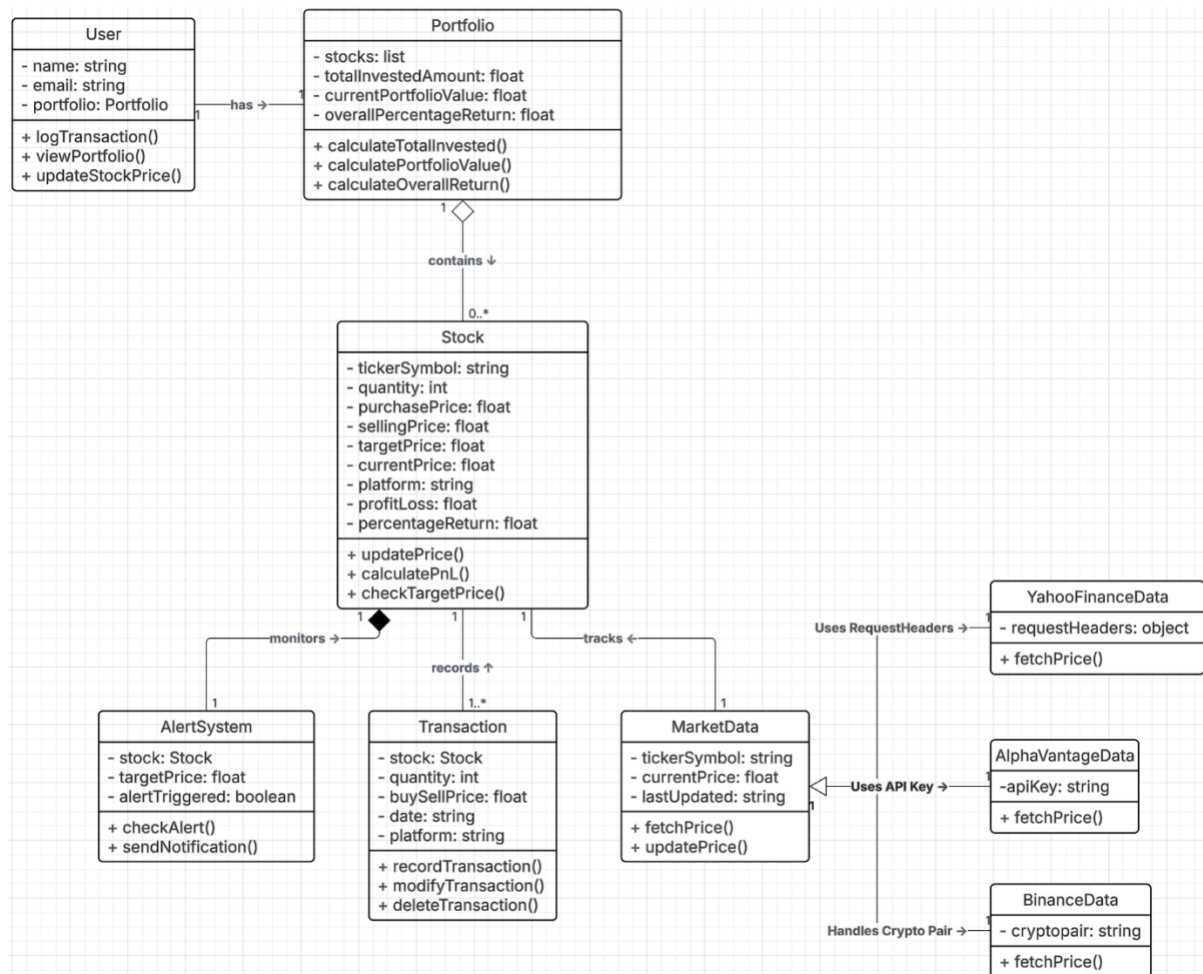 User
- name: string
- email: string
- portfolio: Portfolio
+ logTransaction()
+ viewPortfolio()
+ updateStockPrice()
1
has →
1
Portfolio
- stocks: list
- totalInvestedAmount: float
- currentPortfolioValue: float
- overallPercentageReturn: float
+ calculateTotalInvested()
+ calculatePortfolioValue()
+ calculateOverallReturn()
1
contains ↓
0..*
Stock
- tickerSymbol: string
- quantity: int
- purchasePrice: float
- sellingPrice: float
- targetPrice: float
- currentPrice: float
- platform: string
- profitLoss: float
- percentageReturn: float
+ updatePrice()
+ calculatePnL()
+ checkTargetPrice()
1
1
1
monitors →
records ↑
tracks ←
1
1..*
1
AlertSystem
- stock: Stock
- targetPrice: float
- alertTriggered: boolean
+ checkAlert()
+ sendNotification()
Transaction
- stock: Stock
- quantity: int
- buySellPrice: float
- date: string
- platform: string
+ recordTransaction()
+ modifyTransaction()
+ deleteTransaction()
MarketData
- tickerSymbol: string
- currentPrice: float
- lastUpdated: string
+ fetchPrice()
+ updatePrice()
1
Uses RequestHeaders →
1
YahooFinanceData
- requestHeaders: object
+ fetchPrice()
Uses API Key →
1
AlphaVantageData
-apiKey: string
+ fetchPrice()
Handles Crypto Pair →
1
BinanceData
- cryptopair: string
+ fetchPrice()